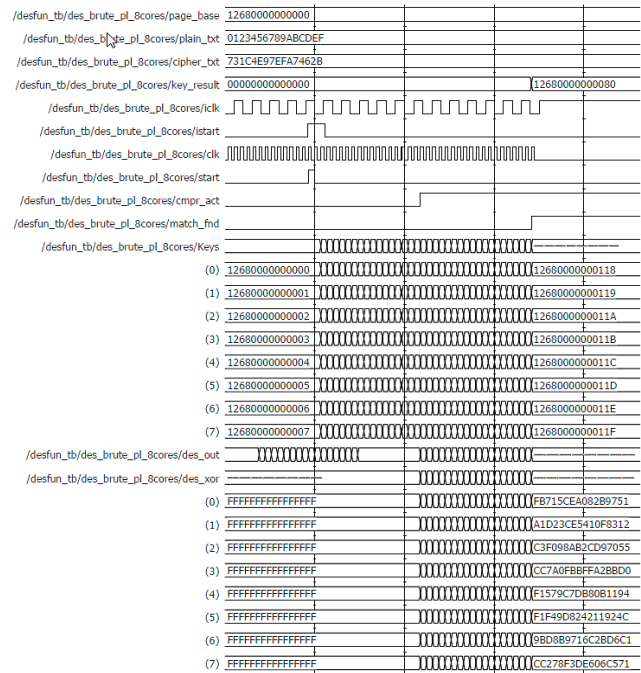 /desfun_tb/des_brute_pl_8cores/page_base 12680000000000
/desfun_tb/des_brute_pl_8cores/plain_txt 0123456789ABCDEF
/desfun_tb/des_brute_pl_8cores/cipher_txt 731C4E97EFA7462B
/desfun_tb/des_brute_pl_8cores/key_result 00000000000000 12680000000080
/desfun_tb/des_brute_pl_8cores/iclk
/desfun_tb/des_brute_pl_8cores/istart
/desfun_tb/des_brute_pl_8cores/clk
/desfun_tb/des_brute_pl_8cores/start
/desfun_tb/des_brute_pl_8cores/cmpr_act
/desfun_tb/des_brute_pl_8cores/match_fnd
/desfun_tb/des_brute_pl_8cores/Keys
(0) 12680000000000 12680000000118
(1) 12680000000001 12680000000119
(2) 12680000000002 1268000000011A
(3) 12680000000003 1268000000011B
(4) 12680000000004 1268000000011C
(5) 12680000000005 1268000000011D
(6) 12680000000006 1268000000011E
(7) 12680000000007 1268000000011F
/desfun_tb/des_brute_pl_8cores/des_out
/desfun_tb/des_brute_pl_8cores/des_xor
(0) FFFFFFFFFFFFFFFF FB715CEA082B9751
(1) FFFFFFFFFFFFFFFF A1D23CE5410F8312
(2) FFFFFFFFFFFFFFFF C3F098AB2CD97055
(3) FFFFFFFFFFFFFFFF CC7A0FBBFFA2BBD0
(4) FFFFFFFFFFFFFFFF F1579C7DB80B1194
(5) FFFFFFFFFFFFFFFF F1F49D824211924C
(6) FFFFFFFFFFFFFFFF 9BD8B9716C2BD6C1
(7) FFFFFFFFFFFFFFFF CC278F3DE606C571